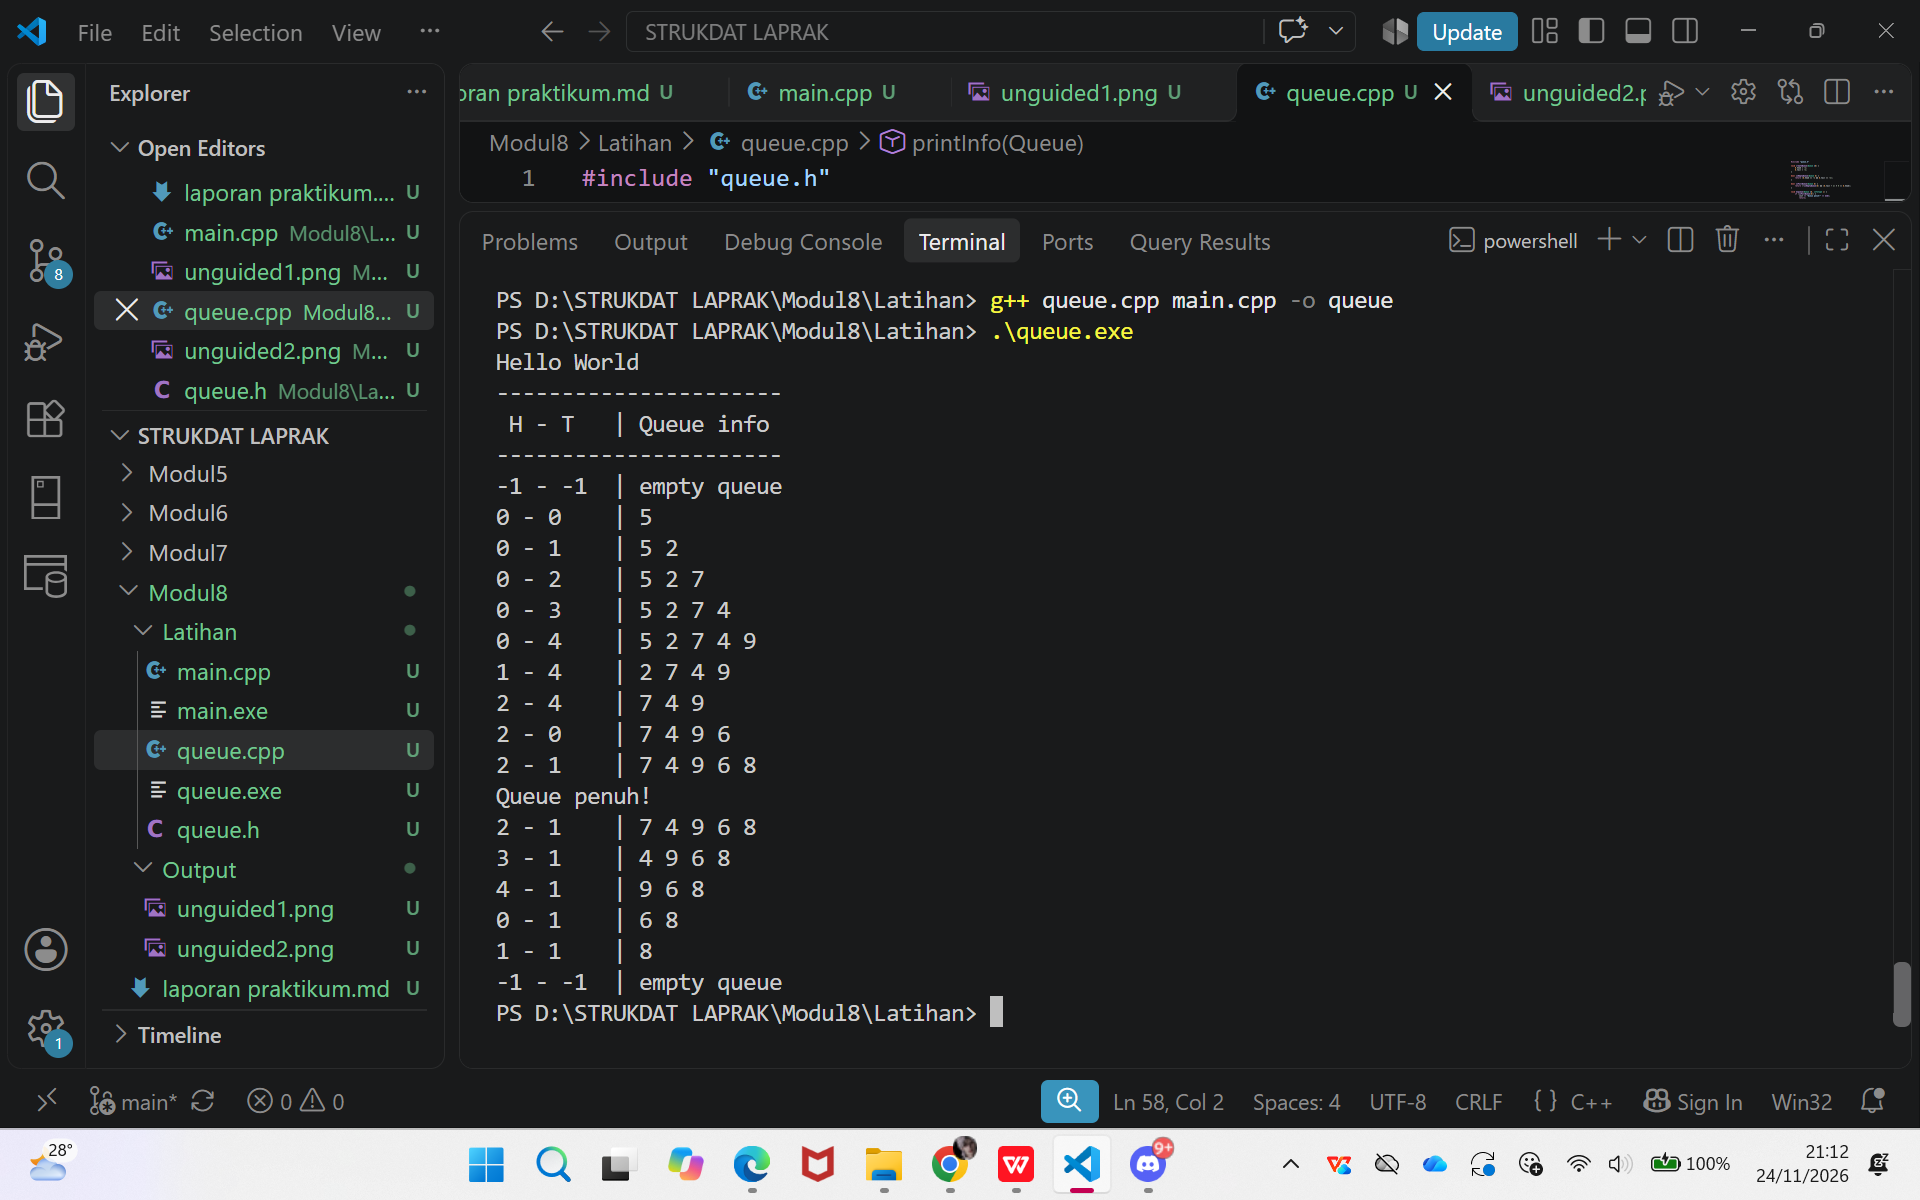 File Edit Selection View ...
STRUKDAT LAPRAK
Update
Explorer ...
oran praktikum.md U
main.cpp U
unguided1.png U
queue.cpp U
unguided2.p
Open Editors
laporan praktikum.... U
main.cpp Modul8\L... U
unguided1.png M... U
queue.cpp Modul8... U
unguided2.png M... U
queue.h Modul8\La... U
STRUKDAT LAPRAK
Modul5
Modul6
Modul7
Modul8
Latihan
main.cpp U
main.exe U
queue.cpp U
queue.exe U
queue.h U
Output
unguided1.png U
unguided2.png U
laporan praktikum.md U
Timeline
8
1
Modul8 > Latihan > queue.cpp > printInfo(Queue)
1 #include "queue.h"
Problems Output Debug Console Terminal Ports Query Results
powershell
PS D:\STRUKDAT LAPRAK\Modul8\Latihan> g++ queue.cpp main.cpp -o queue
PS D:\STRUKDAT LAPRAK\Modul8\Latihan> .\queue.exe
Hello World
----------------------
H - T | Queue info
----------------------
-1 - -1 | empty queue
0 - 0 | 5
0 - 1 | 5 2
0 - 2 | 5 2 7
0 - 3 | 5 2 7 4
0 - 4 | 5 2 7 4 9
1 - 4 | 2 7 4 9
2 - 4 | 7 4 9
2 - 0 | 7 4 9 6
2 - 1 | 7 4 9 6 8
Queue penuh!
2 - 1 | 7 4 9 6 8
3 - 1 | 4 9 6 8
4 - 1 | 9 6 8
0 - 1 | 6 8
1 - 1 | 8
-1 - -1 | empty queue
PS D:\STRUKDAT LAPRAK\Modul8\Latihan>
main* 0 0
Ln 58, Col 2 Spaces: 4 UTF-8 CRLF {} C++ Sign In Win32
28°
9+
100%
21:12
24/11/2026